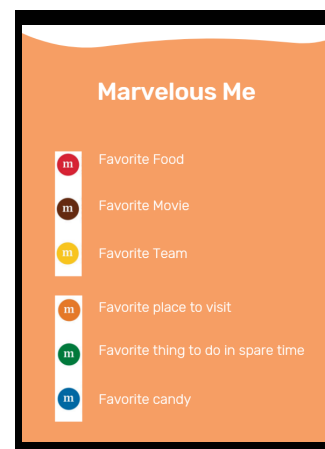 Marvelous Me
m Favorite Food
m Favorite Movie
m Favorite Team
m Favorite place to visit
m Favorite thing to do in spare time
m Favorite candy